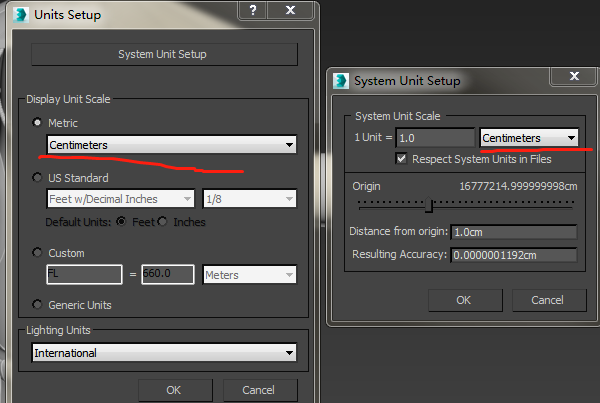 Units Setup
?
X
System Unit Setup
Display Unit Scale
Metric
Centimeters
US Standard
Feet w/Decimal Inches
1/8
Default Units:
Feet
Inches
Custom
FL
=
660.0
Meters
Generic Units
Lighting Units
International
OK
Cancel
System Unit Setup
X
System Unit Scale
1 Unit =
1.0
Centimeters
Respect System Units in Files
Origin
16777214.999999998cm
Distance from origin:
1.0cm
Resulting Accuracy:
0.0000001192cm
OK
Cancel